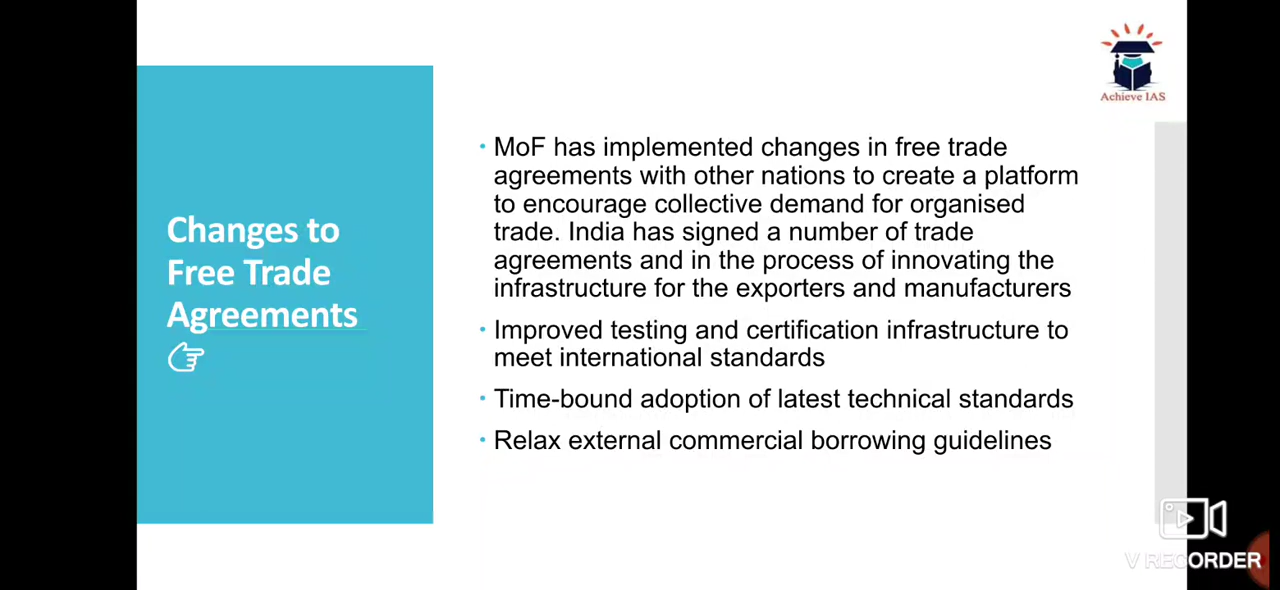 Achieve IAS
Changes to
Free Trade
Agreements
MoF has implemented changes in free trade
agreements with other nations to create a platform
to encourage collective demand for organised
trade. India has signed a number of trade
agreements and in the process of innovating the
infrastructure for the exporters and manufacturers
Improved testing and certification infrastructure to
meet international standards
Time-bound adoption of latest technical standards
Relax external commercial borrowing guidelines
V RECORDER